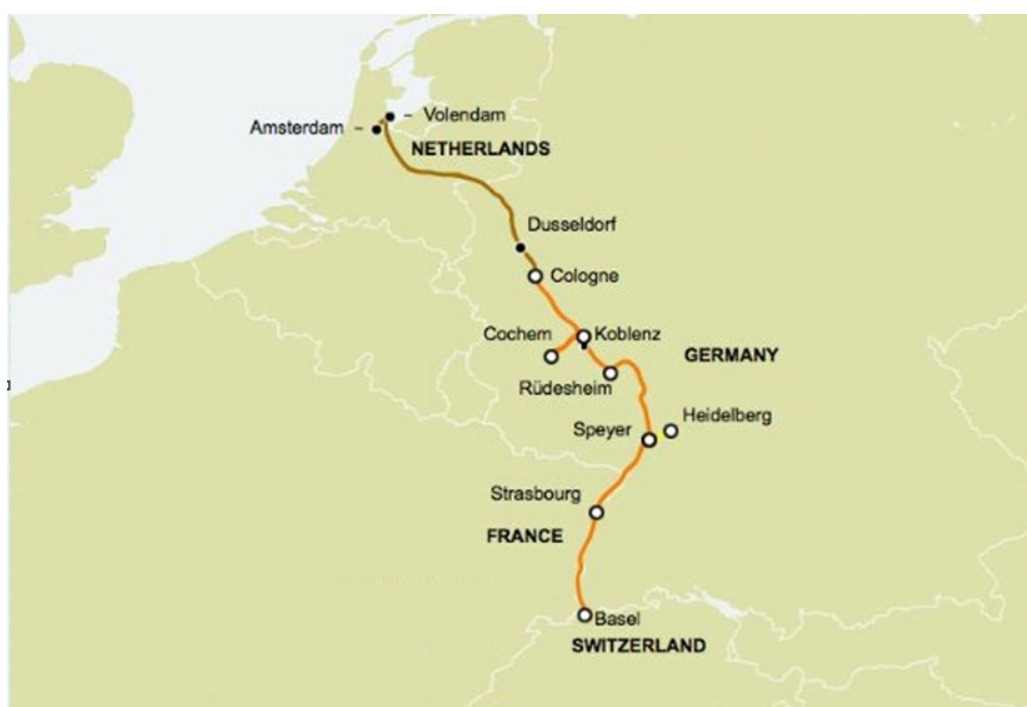 Volendam
Amsterdam
NETHERLANDS
Dusseldorf
Cologne
Cochem
Koblenz
GERMANY
Rüdesheim
Heidelberg
Speyer
Strasbourg
FRANCE
Basel
SWITZERLAND